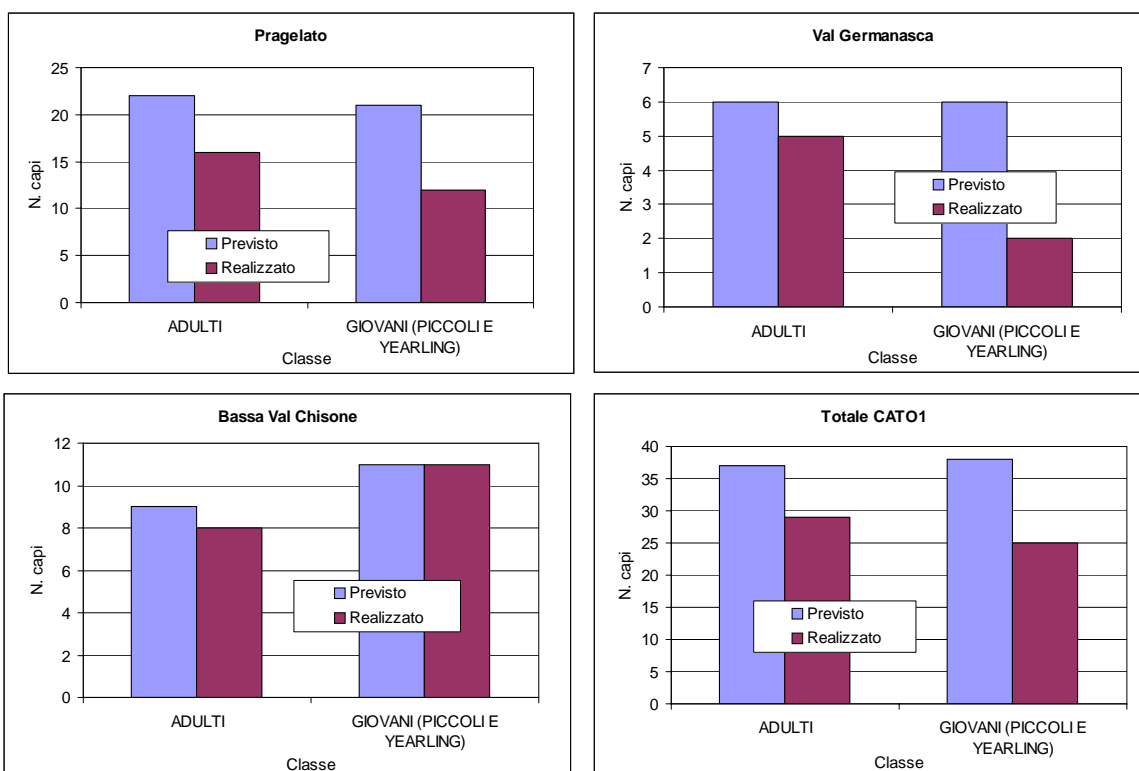 Pragelato
25
20
15
10
5
0
N. capi
Previsto
Realizzato
ADULTI
GIOVANI (PICCOLI E
YEARLING)
Classe
Val Germanasca
7
6
5
4
3
2
1
0
N. capi
Previsto
Realizzato
ADULTI
GIOVANI (PICCOLI E
YEARLING)
Classe
Bassa Val Chisone
12
10
8
6
4
2
0
N. capi
Previsto
Realizzato
ADULTI
GIOVANI (PICCOLI E
YEARLING)
Classe
Totale CATO1
40
35
30
25
20
15
10
5
0
N. capi
Previsto
Realizzato
ADULTI
GIOVANI (PICCOLI E
YEARLING)
Classe